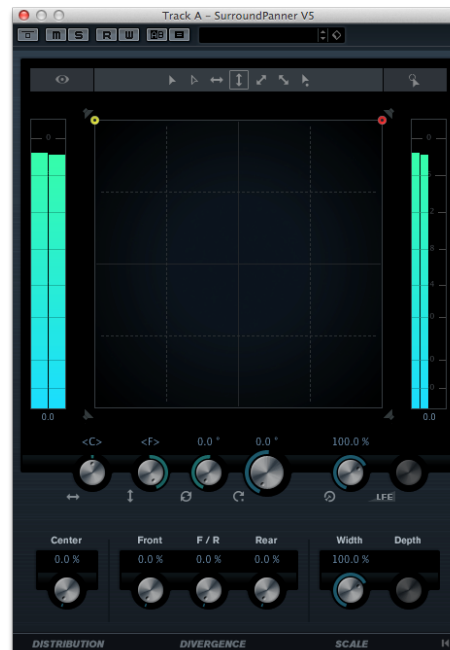 Track A – SurroundPanner V5
M S R W
0 0
0.0 0.0
<C> <F> 0.0 ° 0.0 ° 100.0 %
LFE
Center Front F / R Rear Width Depth
0.0 % 0.0 % 0.0 % 0.0 % 100.0 %
DISTRIBUTION DIVERGENCE SCALE